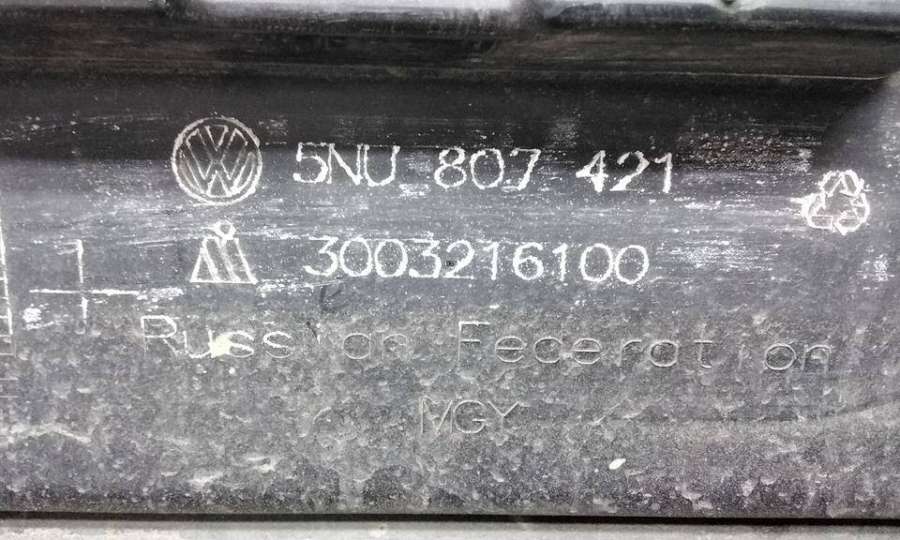 5NU 807 421
3003216100
Russian Federation
MGY